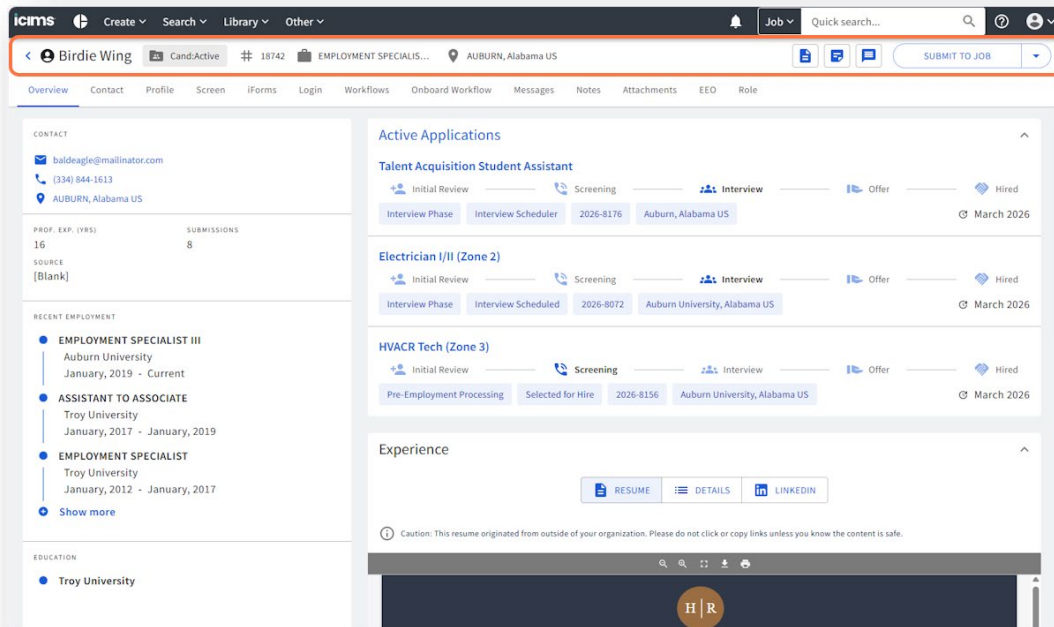 icims Create Search Library Other Job Quick search...
Birdie Wing Cand:Active # 18742 EMPLOYMENT SPECIALIS... AUBURN, Alabama US SUBMIT TO JOB
Overview Contact Profile Screen iForms Login Workflows Onboard Workflow Messages Notes Attachments EEO Role
CONTACT
baldeagle@mailinator.com
(334) 844-1613
AUBURN, Alabama US
PROF. EXP. (YRS) SUBMISSIONS
16 8
SOURCE
[Blank]
RECENT EMPLOYMENT
EMPLOYMENT SPECIALIST III
Auburn University
January, 2019 - Current
ASSISTANT TO ASSOCIATE
Troy University
January, 2017 - January, 2019
EMPLOYMENT SPECIALIST
Troy University
January, 2012 - January, 2017
Show more
EDUCATION
Troy University
Active Applications
Talent Acquisition Student Assistant
Initial Review Screening Interview Offer Hired
Interview Phase Interview Scheduler 2026-8176 Auburn, Alabama US March 2026
Electrician I/II (Zone 2)
Initial Review Screening Interview Offer Hired
Interview Phase Interview Scheduled 2026-8072 Auburn University, Alabama US March 2026
HVACR Tech (Zone 3)
Initial Review Screening Interview Offer Hired
Pre-Employment Processing Selected for Hire 2026-8156 Auburn University, Alabama US March 2026
Experience
RESUME DETAILS LINKEDIN
Caution: This resume originated from outside of your organization. Please do not click or copy links unless you know the content is safe.
H|R